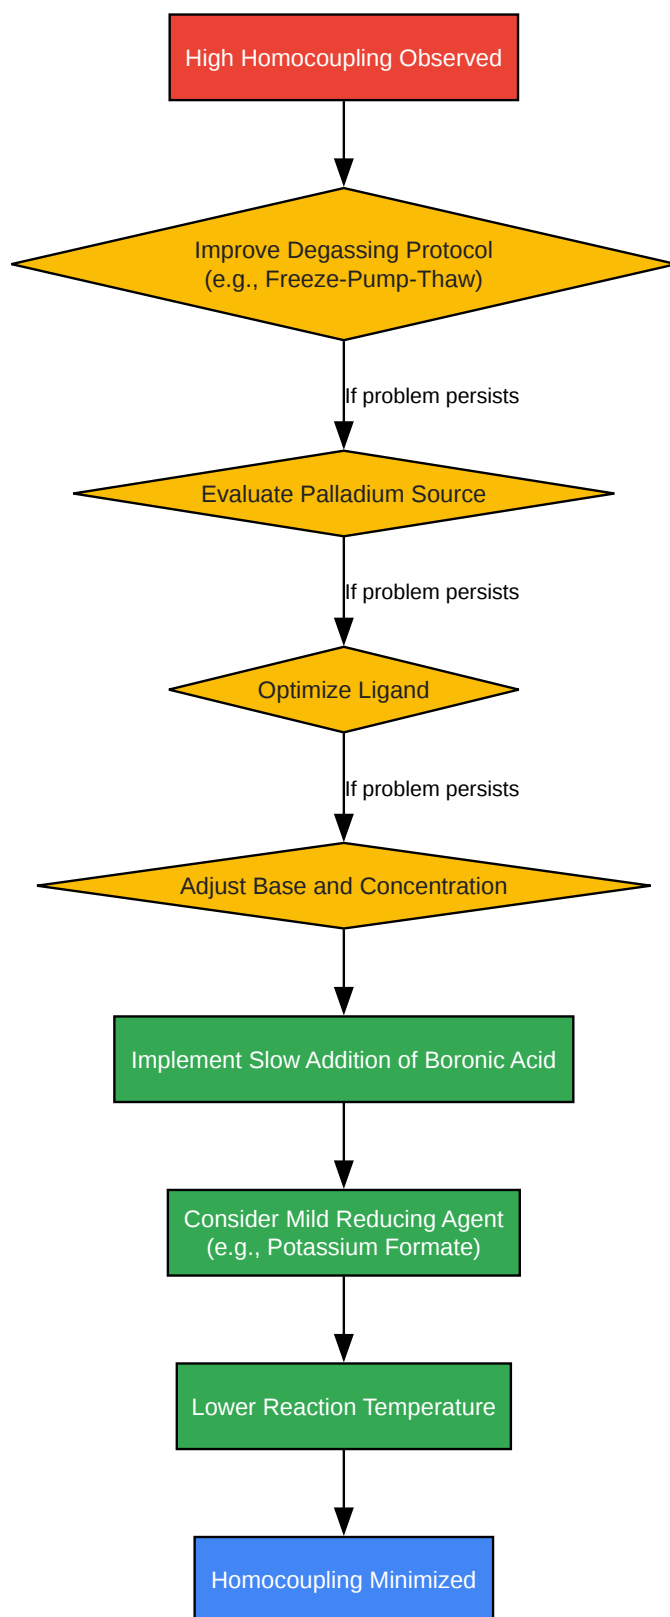 High Homocoupling Observed
Improve Degassing Protocol
(e.g., Freeze-Pump-Thaw)
If problem persists
Evaluate Palladium Source
If problem persists
Optimize Ligand
If problem persists
Adjust Base and Concentration
Implement Slow Addition of Boronic Acid
Consider Mild Reducing Agent
(e.g., Potassium Formate)
Lower Reaction Temperature
Homocoupling Minimized